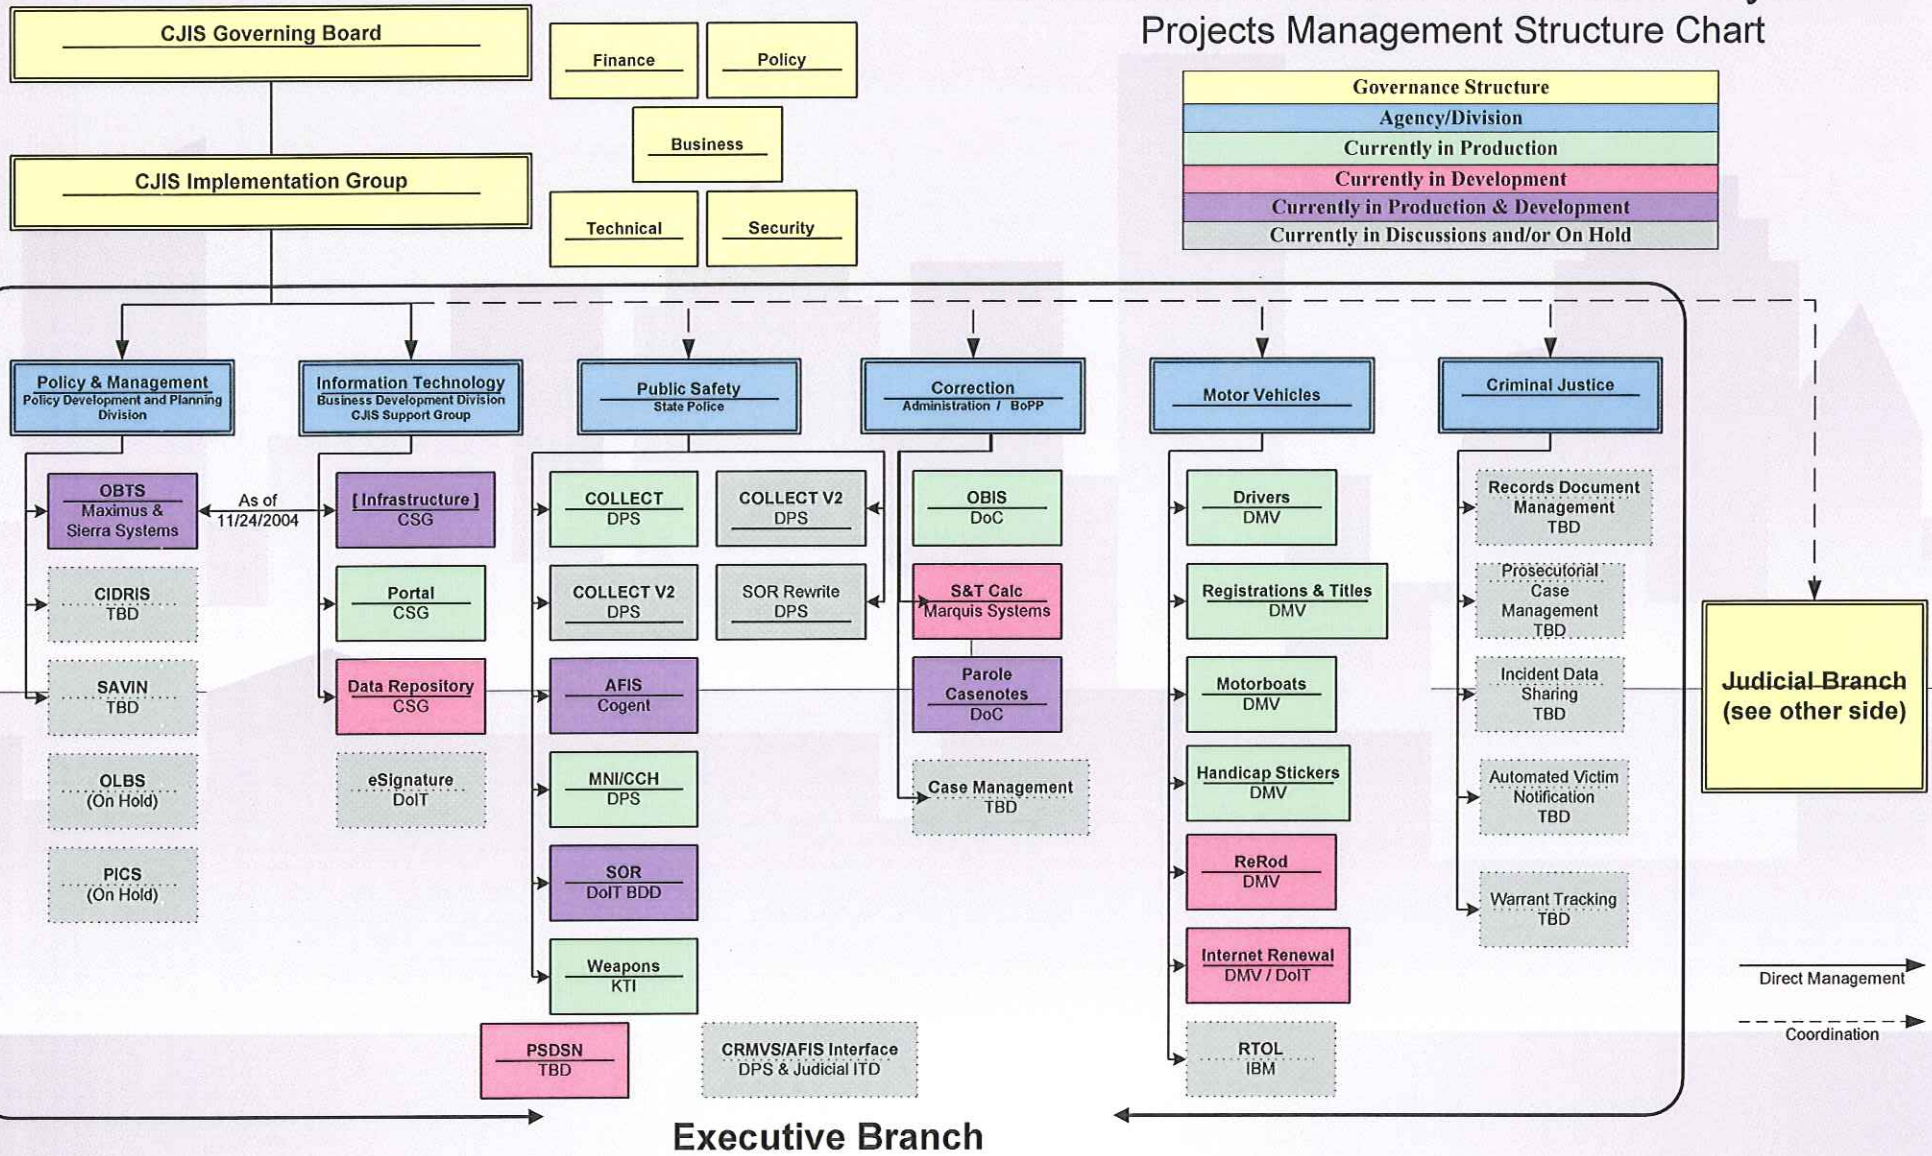 Projects Management Structure Chart
CJIS Governing Board
CJIS Implementation Group
Finance
Policy
Business
Technical
Security
Governance Structure
Agency/Division
Currently in Production
Currently in Development
Currently in Production & Development
Currently in Discussions and/or On Hold
Policy & Management
Policy Development and Planning
Division
Information Technology
Business Development Division
CJIS Support Group
Public Safety
State Police
Correction
Administration / BoPP
Motor Vehicles
Criminal Justice
OBTS
Maximus &
Sierra Systems
As of
11/24/2004
CIDRIS
TBD
SAVIN
TBD
OLBS
(On Hold)
PICS
(On Hold)
[ Infrastructure ]
CSG
Portal
CSG
Data Repository
CSG
eSignature
DoIT
COLLECT
DPS
COLLECT V2
DPS
AFIS
Cogent
MNI/CCH
DPS
SOR
DoIT BDD
Weapons
KTI
COLLECT V2
DPS
SOR Rewrite
DPS
PSDSN
TBD
CRMVS/AFIS Interface
DPS & Judicial ITD
OBIS
DoC
S&T Calc
Marquis Systems
Parole
Casenotes
DoC
Case Management
TBD
Drivers
DMV
Registrations & Titles
DMV
Motorboats
DMV
Handicap Stickers
DMV
ReRod
DMV
Internet Renewal
DMV / DoIT
RTOL
IBM
Records Document
Management
TBD
Prosecutorial
Case
Management
TBD
Incident Data
Sharing
TBD
Automated Victim
Notification
TBD
Warrant Tracking
TBD
Judicial Branch
(see other side)
Direct Management
Coordination
Executive Branch